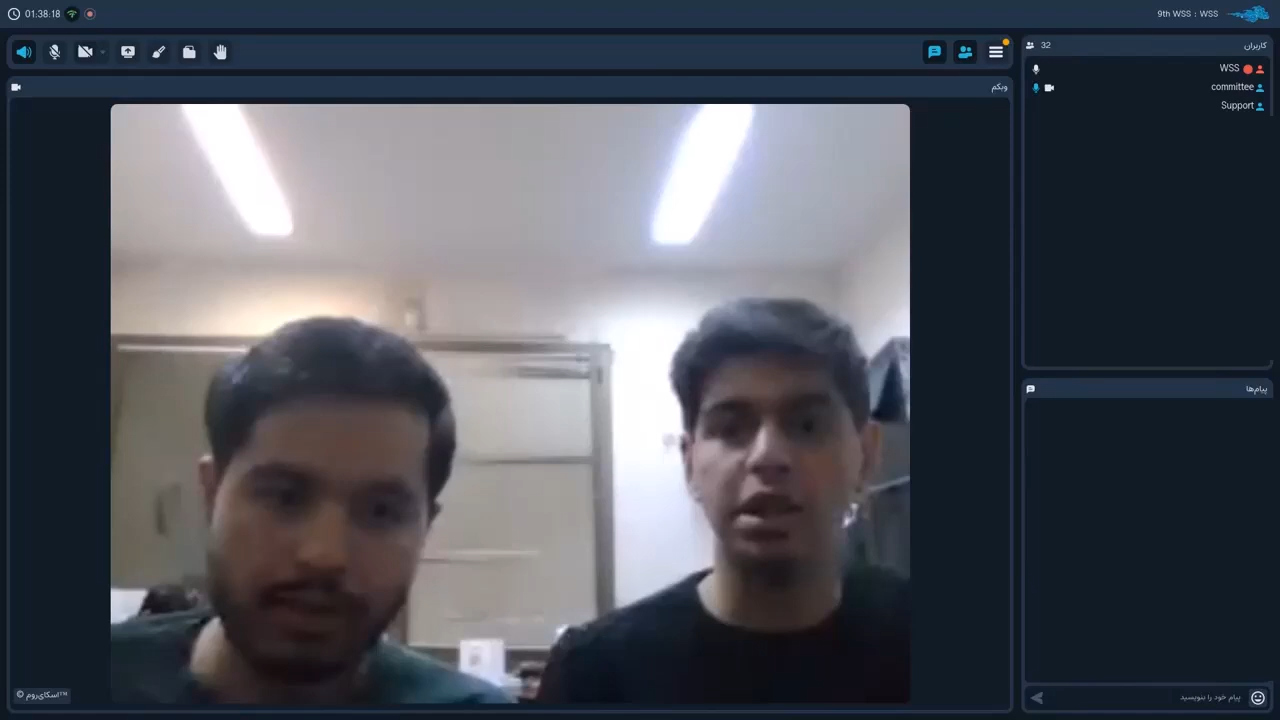 01:38:18
9th WSS : WSS
وبکم
کاربران
32
WSS
committee
Support
پیام‌ها
پیام خود را بنویسید
© اسکای‌روم™